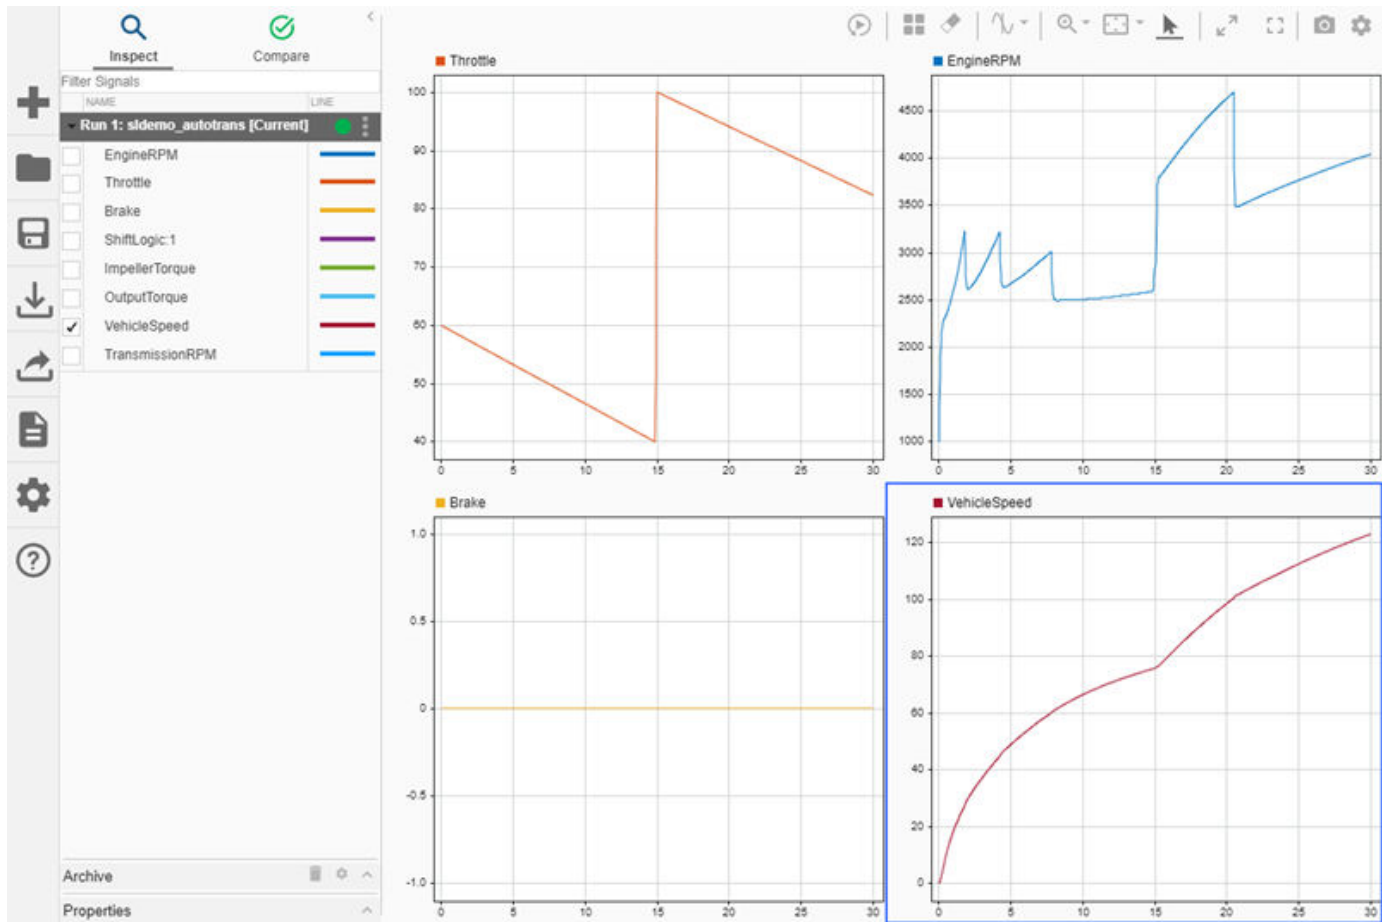 Inspect
Compare
Filter Signals
NAME
LINE
Run 1: sldemo_autotrans [Current]
EngineRPM
Throttle
Brake
ShiftLogic:1
ImpellerTorque
OutputTorque
VehicleSpeed
TransmissionRPM
Archive
Properties
Throttle
100
90
80
70
60
50
40
0 5 10 15 20 25 30
EngineRPM
4500
4000
3500
3000
2500
2000
1500
1000
0 5 10 15 20 25 30
Brake
1.0
0.5
0
-0.5
-1.0
0 5 10 15 20 25 30
VehicleSpeed
120
100
80
60
40
20
0
0 5 10 15 20 25 30